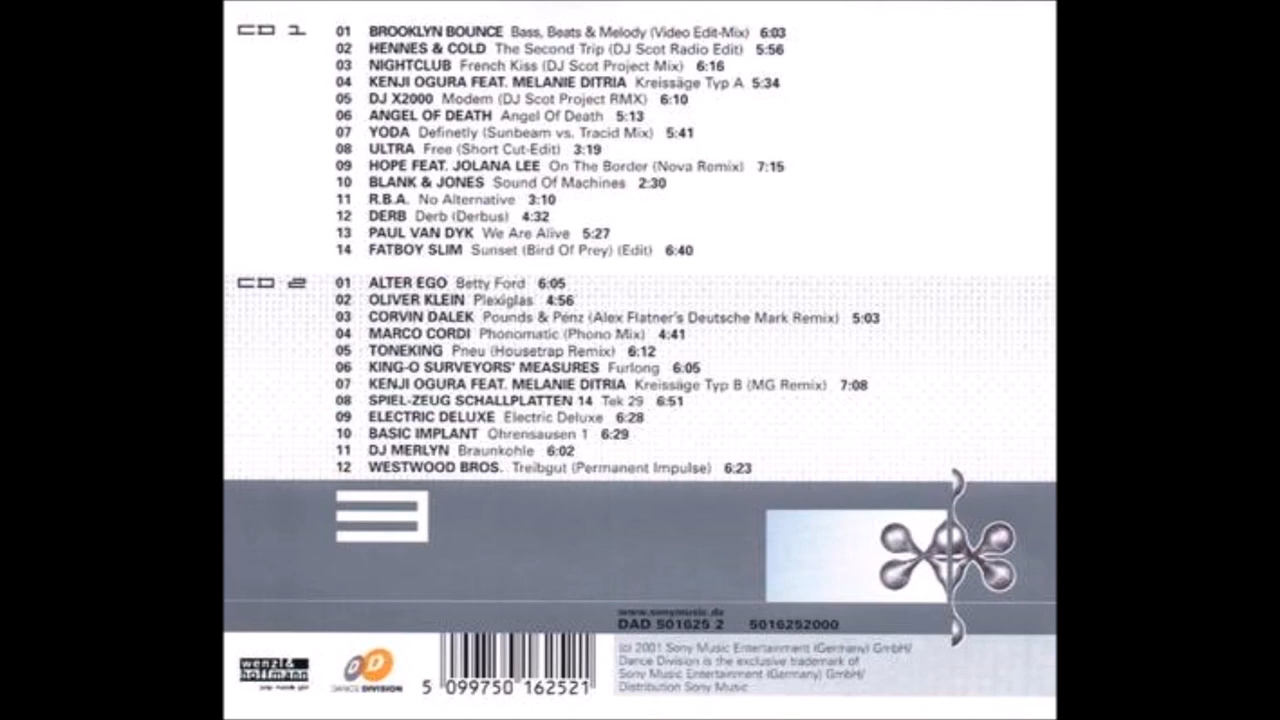 CD 1
01 BROOKLYN BOUNCE Bass, Beats & Melody (Video Edit-Mix) 6:03
02 HENNES & COLD The Second Trip (DJ Scot Radio Edit) 5:56
03 NIGHTCLUB French Kiss (DJ Scot Project Mix) 6:16
04 KENJI OGURA FEAT. MELANIE DITRIA Kreissäge Typ A 5:34
05 DJ X2000 Modem (DJ Scot Project RMX) 6:10
06 ANGEL OF DEATH Angel Of Death 5:13
07 YODA Definetly (Sunbeam vs. Tracid Mix) 5:41
08 ULTRA Free (Short Cut-Edit) 3:19
09 HOPE FEAT. JOLANA LEE On The Border (Nova Remix) 7:15
10 BLANK & JONES Sound Of Machines 2:30
11 R.B.A. No Alternative 3:10
12 DERB Derb (Derbus) 4:32
13 PAUL VAN DYK We Are Alive 5:27
14 FATBOY SLIM Sunset (Bird Of Prey) (Edit) 6:40
CD 2
01 ALTER EGO Betty Ford 6:05
02 OLIVER KLEIN Plexiglas 4:56
03 CORVIN DALEK Pounds & Penz (Alex Flatner's Deutsche Mark Remix) 5:03
04 MARCO CORDI Phonomatic (Phono Mix) 4:41
05 TONEKING Pneu (Housetrap Remix) 6:12
06 KING-O SURVEYORS' MEASURES Furlong 6:05
07 KENJI OGURA FEAT. MELANIE DITRIA Kreissäge Typ B (MG Remix) 7:08
08 SPIEL-ZEUG SCHALLPLATTEN 14 Tek 29 6:51
09 ELECTRIC DELUXE Electric Deluxe 6:28
10 BASIC IMPLANT Ohrensausen 1 6:29
11 DJ MERLYN Braunkohle 6:02
12 WESTWOOD BROS. Treibgut (Permanent Impulse) 6:23
www.sonymusic.de
DAD 501625 2 5016252000
wenzl&
hoffmann
DD
DANCE DIVISION
5 099750 162521
(c) 2001 Sony Music Entertainment (Germany) GmbH/
Dance Division is the exclusive trademark of
Sony Music Entertainment (Germany) GmbH/
Distribution Sony Music